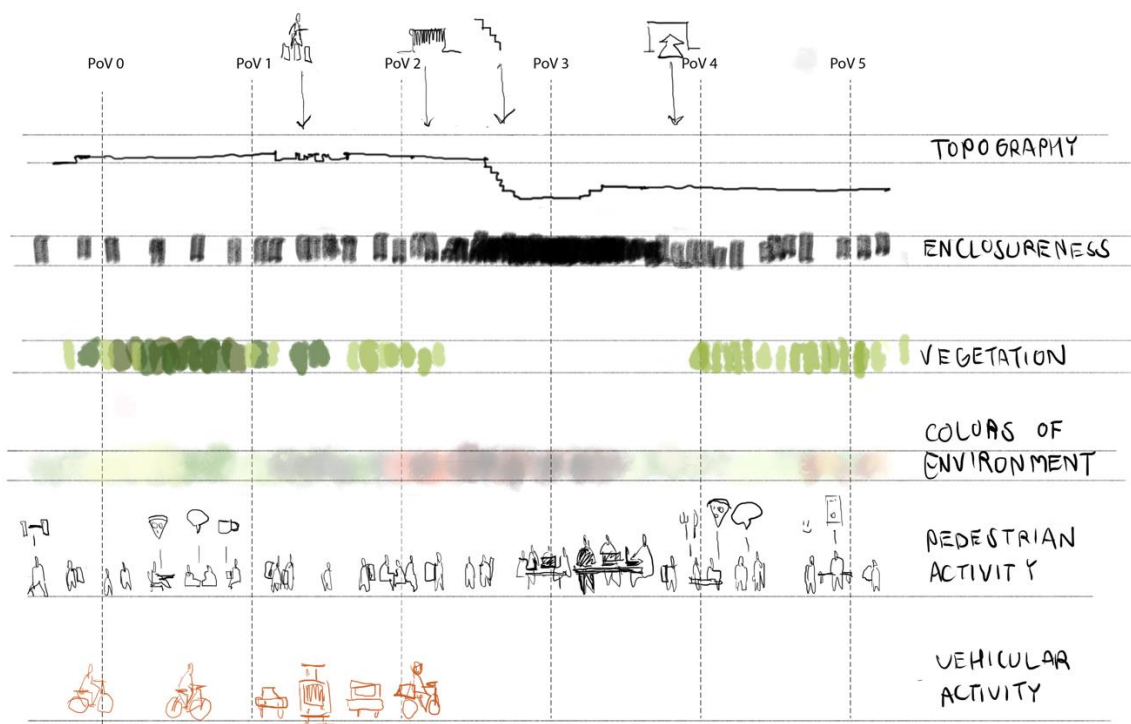 PoV 0
PoV 1
PoV 2
PoV 3
PoV 4
PoV 5
TOPOGRAPHY
ENCLOSURENESS
VEGETATION
COLORS OF
ENVIRONMENT
PEDESTRIAN
ACTIVITY
VEHICULAR
ACTIVITY